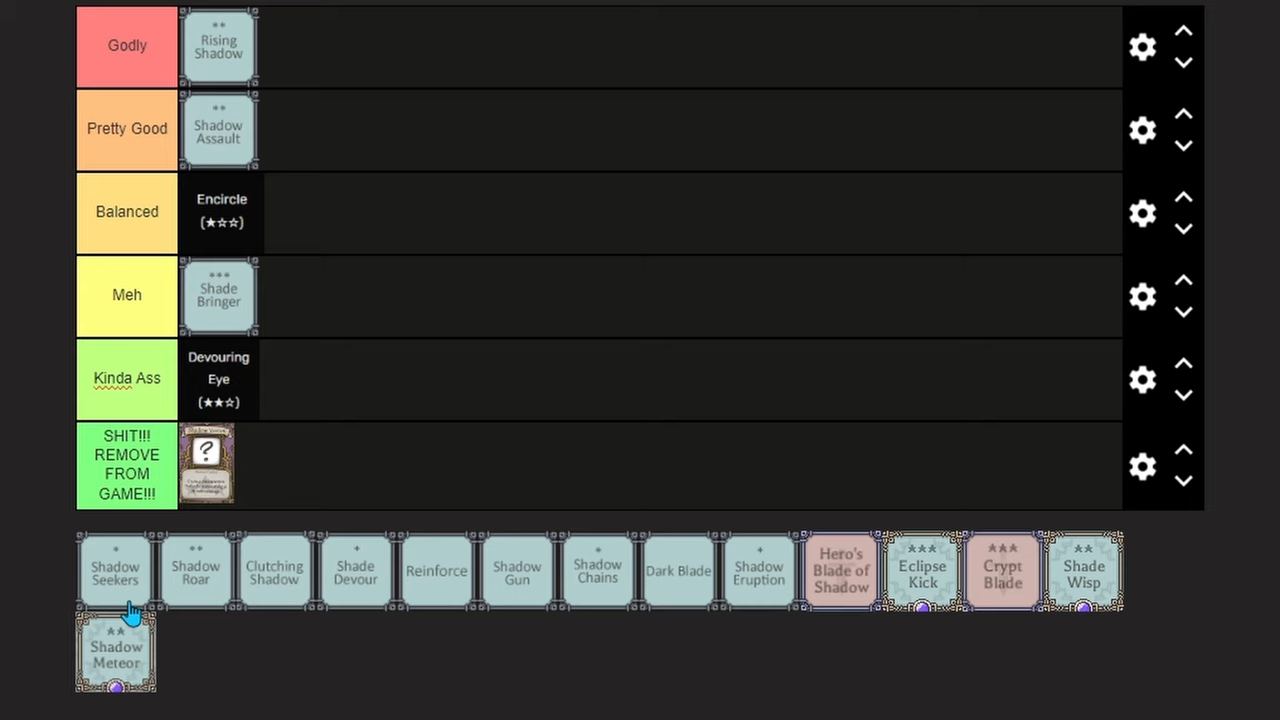 Godly
**
Rising
Shadow
Pretty Good
**
Shadow
Assault
Balanced
Encircle
(★☆☆)
Meh
***
Shade
Bringer
Kinda Ass
Devouring
Eye
(★★☆)
SHIT!!!
REMOVE
FROM
GAME!!!
?
*
Shadow
Seekers
**
Shadow
Roar
Clutching
Shadow
*
Shade
Devour
Reinforce
Shadow
Gun
*
Shadow
Chains
Dark Blade
*
Shadow
Eruption
Hero's
Blade of
Shadow
***
Eclipse
Kick
***
Crypt
Blade
**
Shade
Wisp
**
Shadow
Meteor